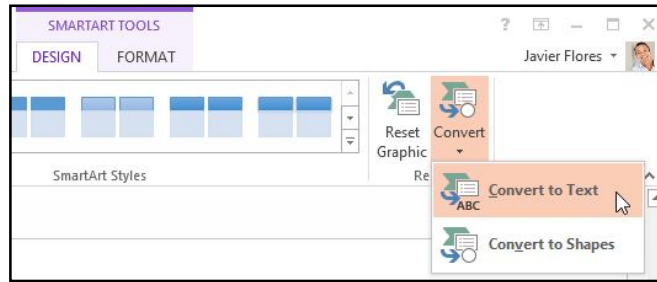 SMARTART TOOLS
?
DESIGN FORMAT
Javier Flores
Reset Graphic
Convert
SmartArt Styles
Re
ABC
Convert to Text
Convert to Shapes